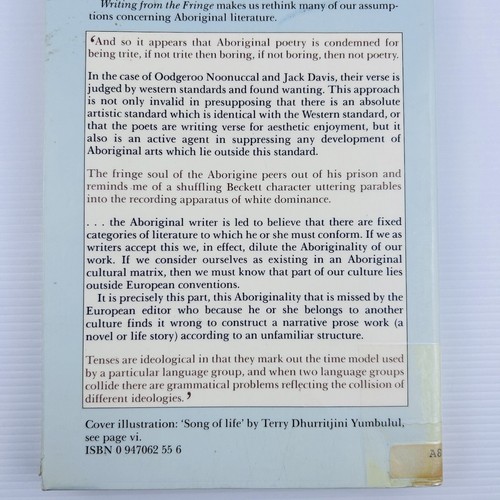 Writing from the Fringe makes us rethink many of our assump-
tions concerning Aboriginal literature.
‘And so it appears that Aboriginal poetry is condemned for
being trite, if not trite then boring, if not boring, then not poetry.
In the case of Oodgeroo Noonuccal and Jack Davis, their verse is
judged by western standards and found wanting. This approach
is not only invalid in presupposing that there is an absolute
artistic standard which is identical with the Western standard, or
that the poets are writing verse for aesthetic enjoyment, but it
also is an active agent in suppressing any development of
Aboriginal arts which lie outside this standard.
The fringe soul of the Aborigine peers out of his prison and
reminds me of a shuffling Beckett character uttering parables
into the recording apparatus of white dominance.
. . . the Aboriginal writer is led to believe that there are fixed
categories of literature to which he or she must conform. If we as
writers accept this we, in effect, dilute the Aboriginality of our
work. If we consider ourselves as existing in an Aboriginal
cultural matrix, then we must know that part of our culture lies
outside European conventions.
It is precisely this part, this Aboriginality that is missed by the
European editor who because he or she belongs to another
culture finds it wrong to construct a narrative prose work (a
novel or life story) according to an unfamiliar structure.
Tenses are ideological in that they mark out the time model used
by a particular language group, and when two language groups
collide there are grammatical problems reflecting the collision of
different ideologies.’
Cover illustration: ‘Song of life’ by Terry Dhurritjini Yumbulul,
see page vi.
ISBN 0 947062 55 6